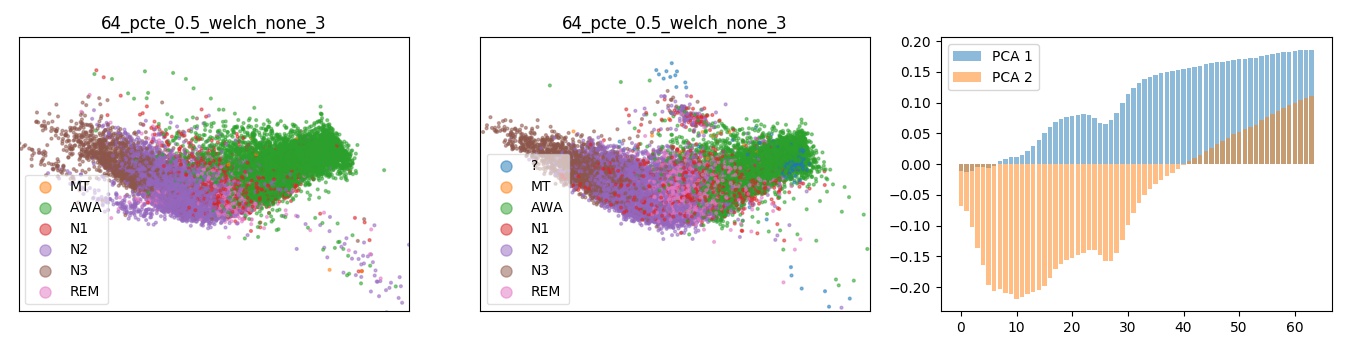 64_pcte_0.5_welch_none_3
MT
AWA
N1
N2
N3
REM
64_pcte_0.5_welch_none_3
?
MT
AWA
N1
N2
N3
REM
PCA 1
PCA 2
0.20
0.15
0.10
0.05
0.00
−0.05
−0.10
−0.15
−0.20
0 10 20 30 40 50 60